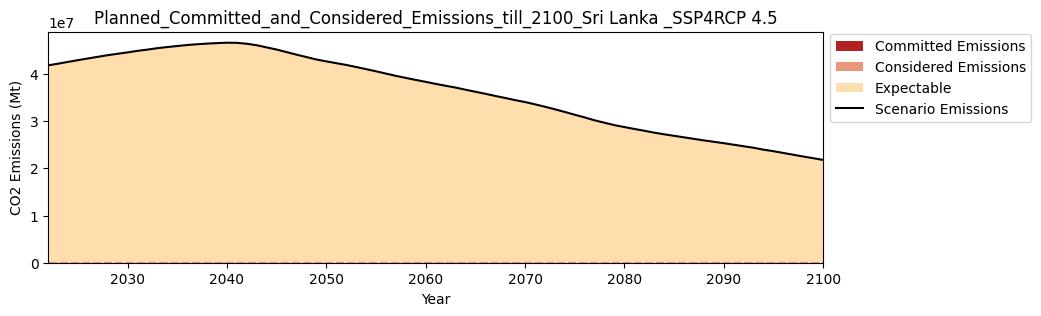 Planned_Committed_and_Considered_Emissions_till_2100_Sri Lanka _SSP4RCP 4.5
1e7
CO2 Emissions (Mt)
4
3
2
1
0
2030 2040 2050 2060 2070 2080 2090 2100
Year
Committed Emissions
Considered Emissions
Expectable
Scenario Emissions